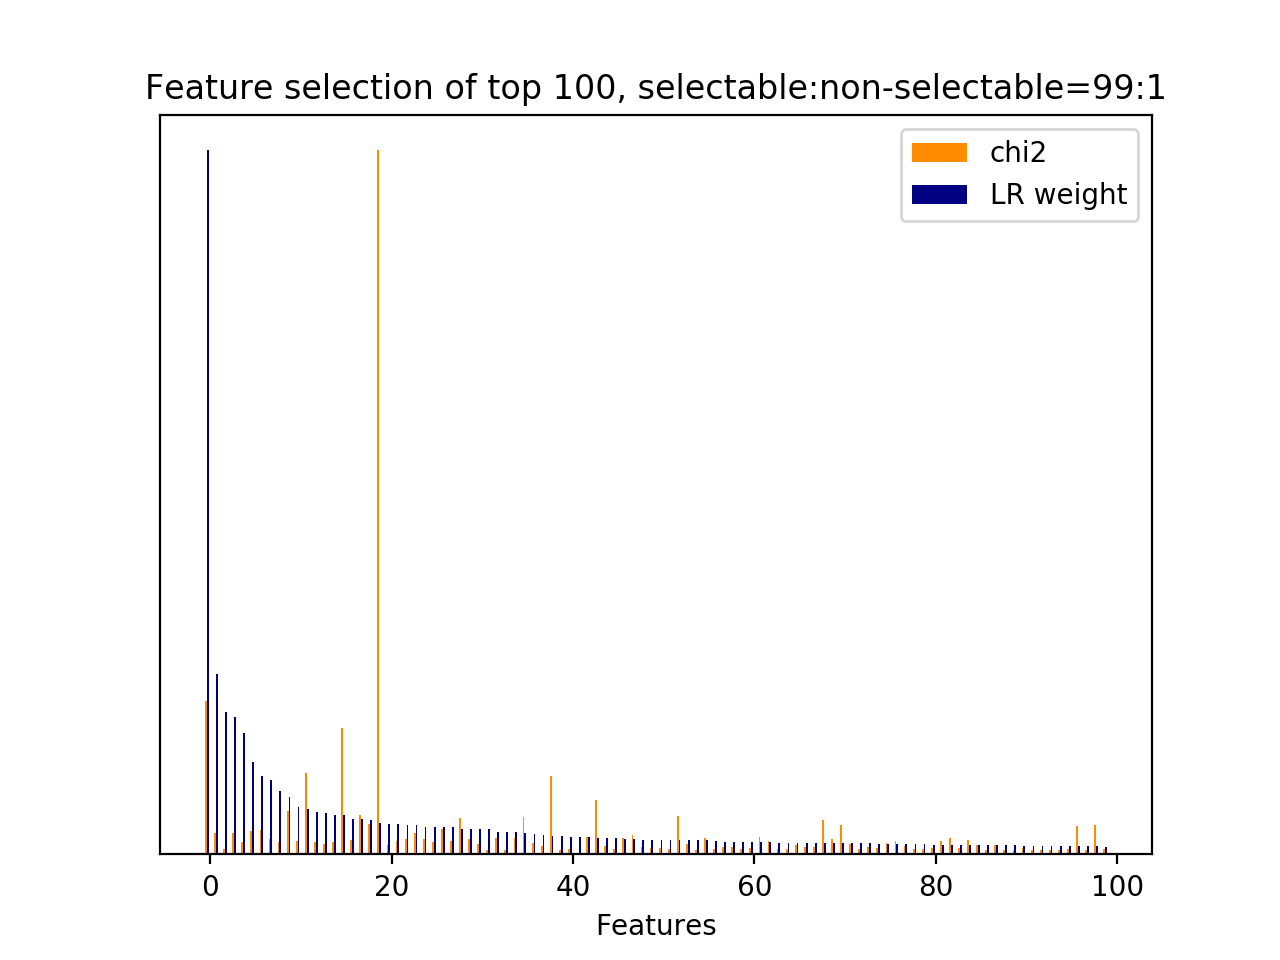 Feature selection of top 100, selectable:non-selectable=99:1
chi2
LR weight
0 20 40 60 80 100
Features